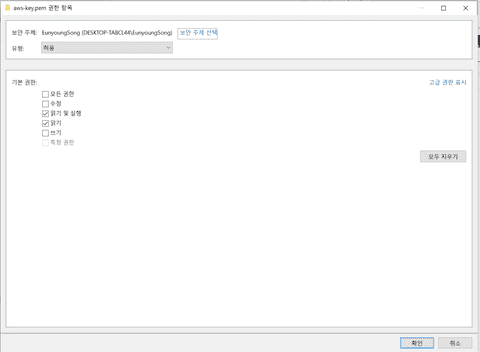 aws-key.pem 권한 항목
보안 주체: EunyoungSong (DESKTOP-TABCL44\EunyoungSong) 보안 주체 선택
유형: 허용
기본 권한: 고급 권한 표시
모든 권한
수정
읽기 및 실행
읽기
쓰기
특정 권한
모두 지우기
확인 취소